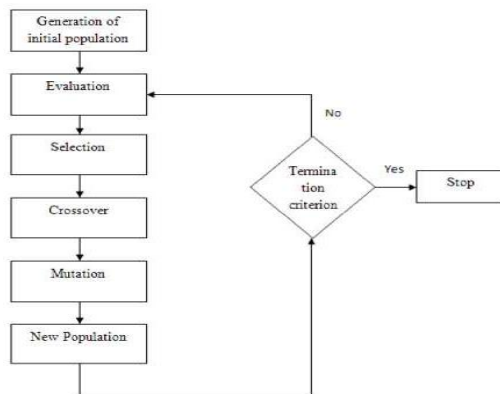 Generation of
initial population
Evaluation
Selection
Crossover
Mutation
New Population
No
Termina
tion
criterion
Yes
Stop